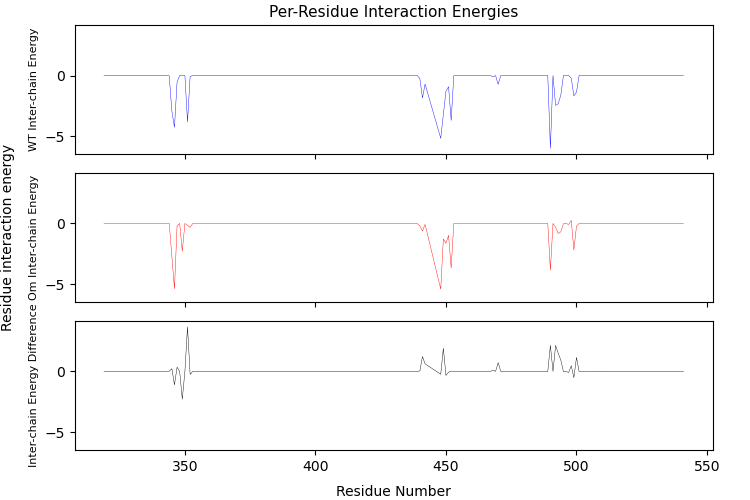 Per-Residue Interaction Energies
Residue interaction energy
WT Inter-chain Energy
0
−5
Om Inter-chain Energy
0
−5
Inter-chain Energy Difference
0
−5
350
400
450
500
550
Residue Number